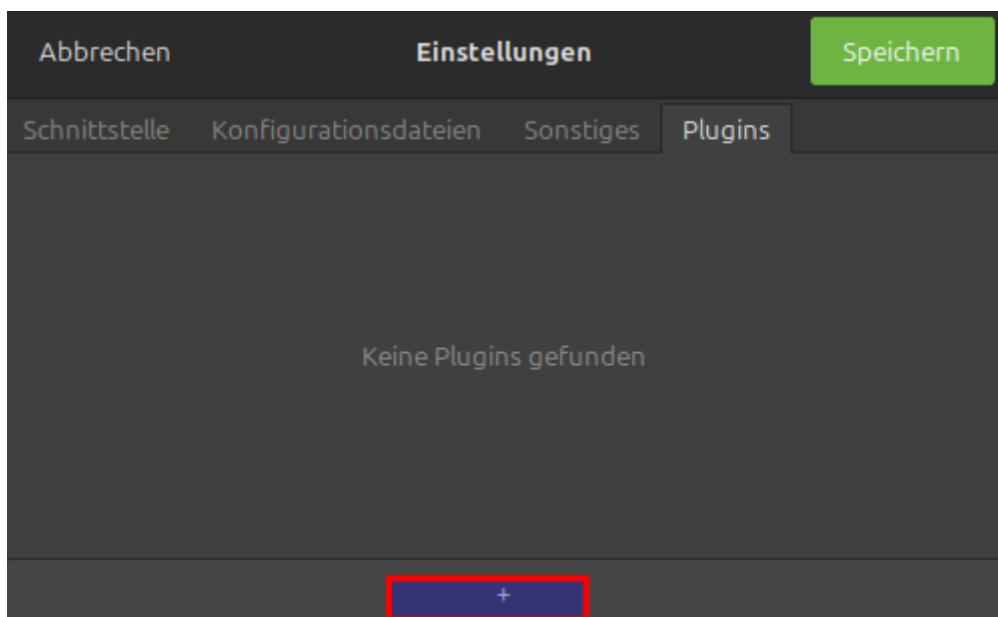 Abbrechen Einstellungen Speichern
Schnittstelle Konfigurationsdateien Sonstiges Plugins
Keine Plugins gefunden
+